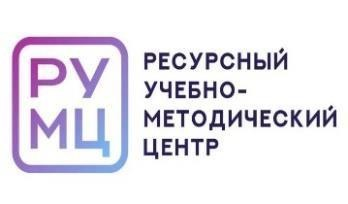 РУ
МЦ
РЕСУРСНЫЙ
УЧЕБНО-
МЕТОДИЧЕСКИЙ
ЦЕНТР